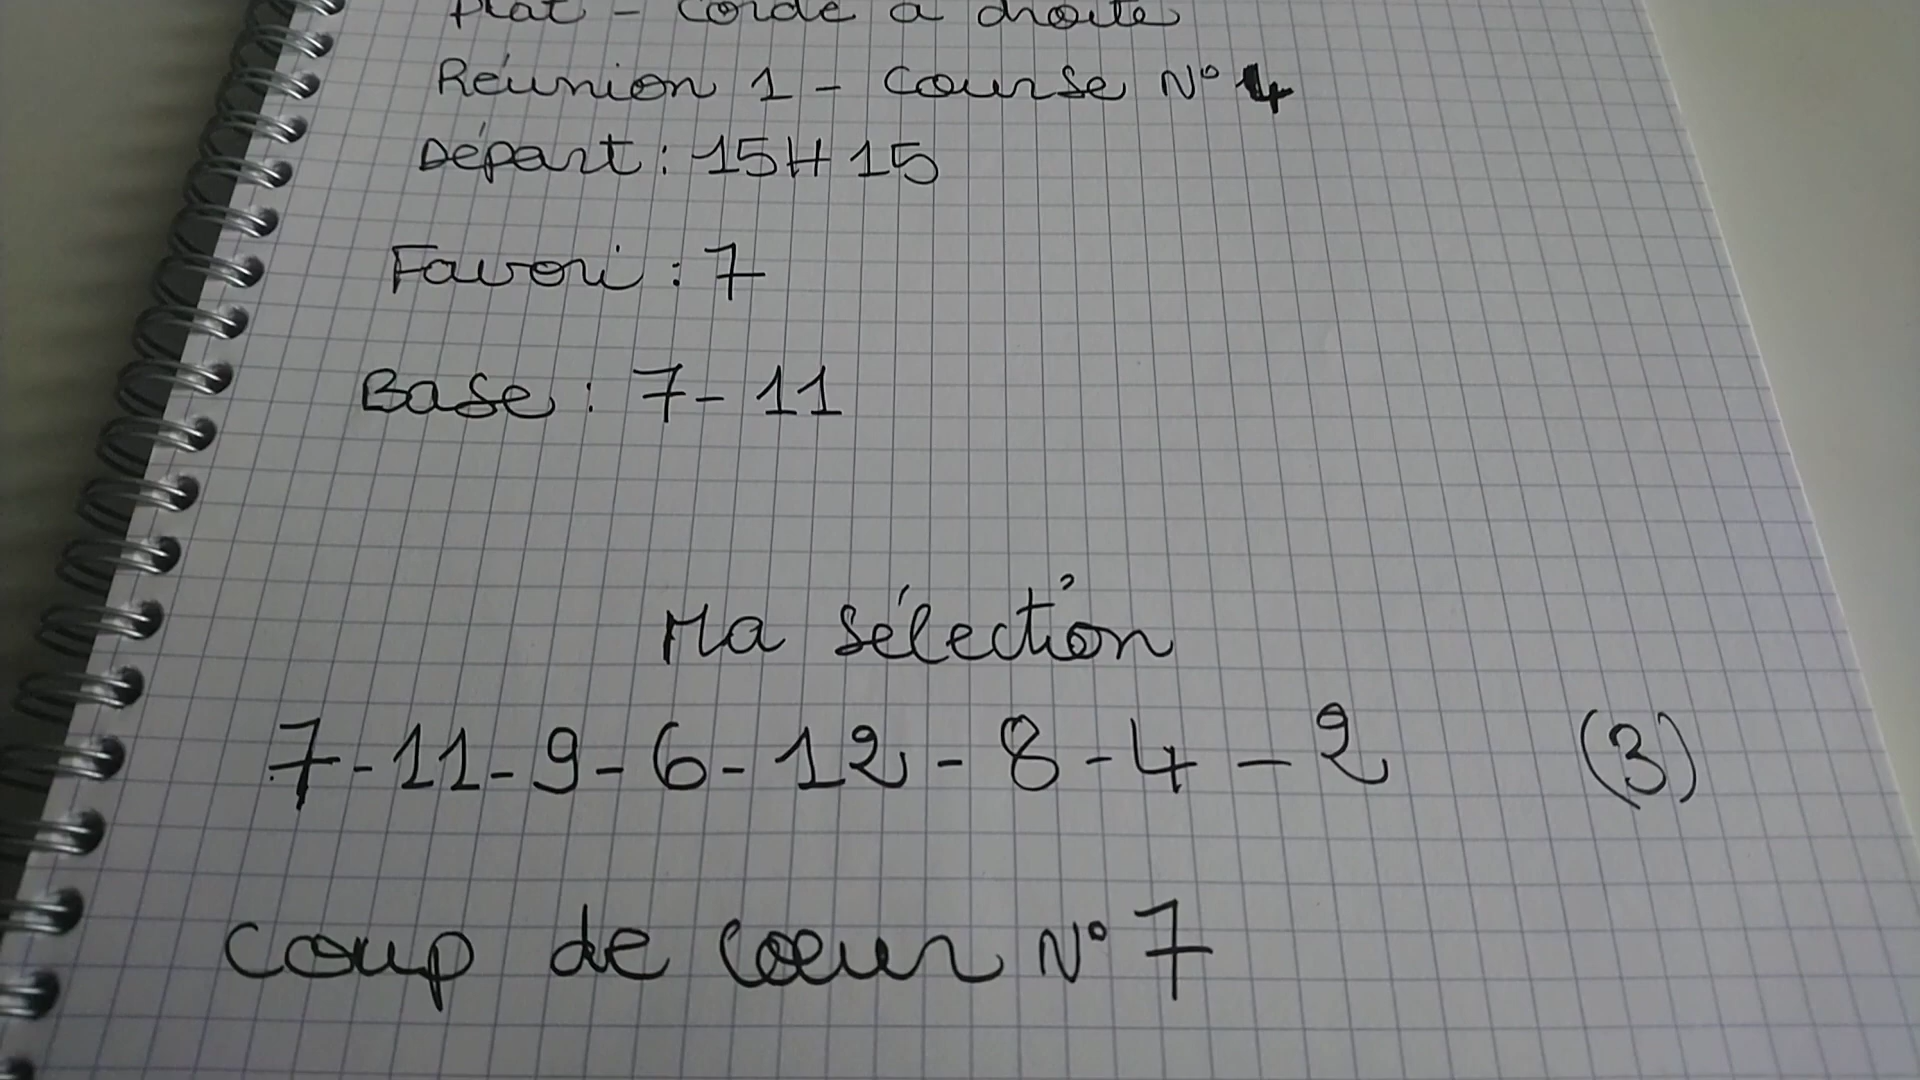 Plat - Corde à droite
Réunion 1 - Course N° 4
Départ : 15H15
Favori : 7
Base : 7 - 11
Ma sélection
7 - 11 - 9 - 6 - 12 - 8 - 4 - 2 (3)
Coup de cœur N° 7